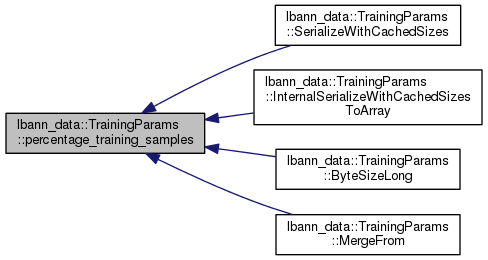 lbann_data::TrainingParams
::percentage_training_samples
lbann_data::TrainingParams
::SerializeWithCachedSizes
lbann_data::TrainingParams
::InternalSerializeWithCachedSizes
ToArray
lbann_data::TrainingParams
::ByteSizeLong
lbann_data::TrainingParams
::MergeFrom